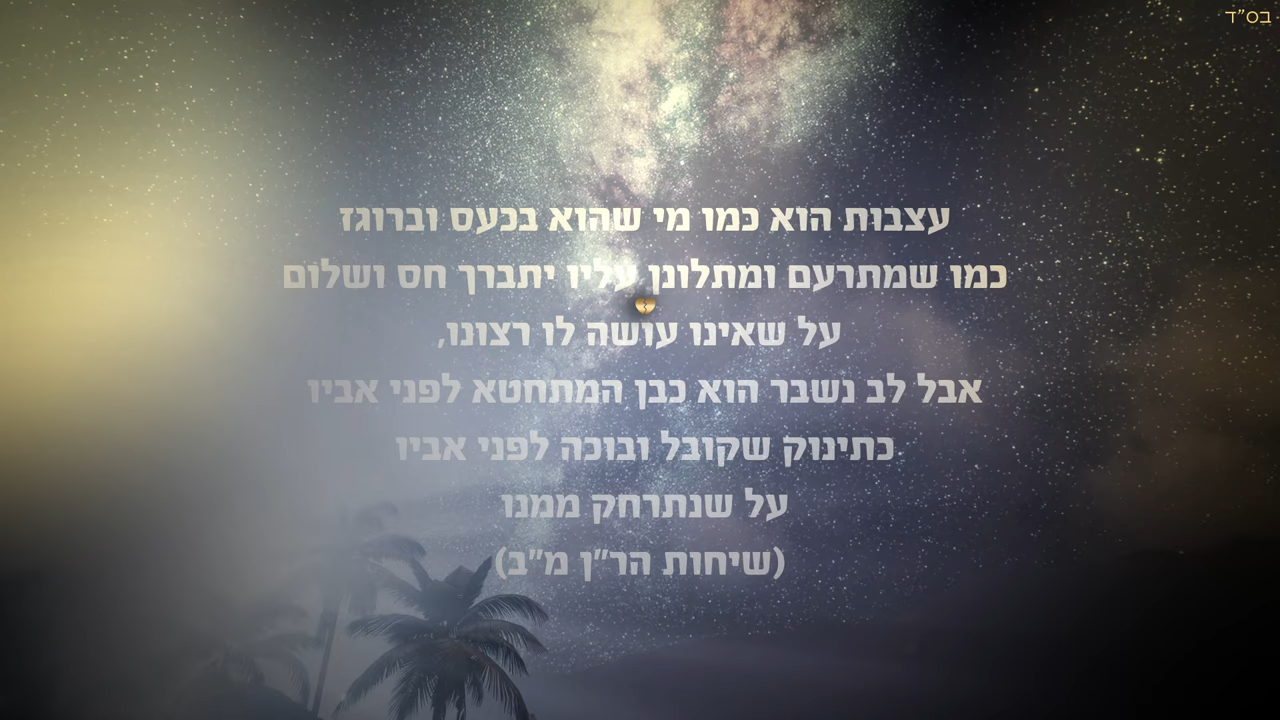 בס"ד
עצבות הוא כמו מי שהוא בכעס וברוגז
כמו שמתרעם ומתלונן עליו יתברך חס ושלום
על שאינו עושה לו רצונו,
אבל לב נשבר הוא כבן המתחטא לפני אביו
כתינוק שקובל ובוכה לפני אביו
על שנתרחק ממנו
(שיחות הר"ן מ"ב)